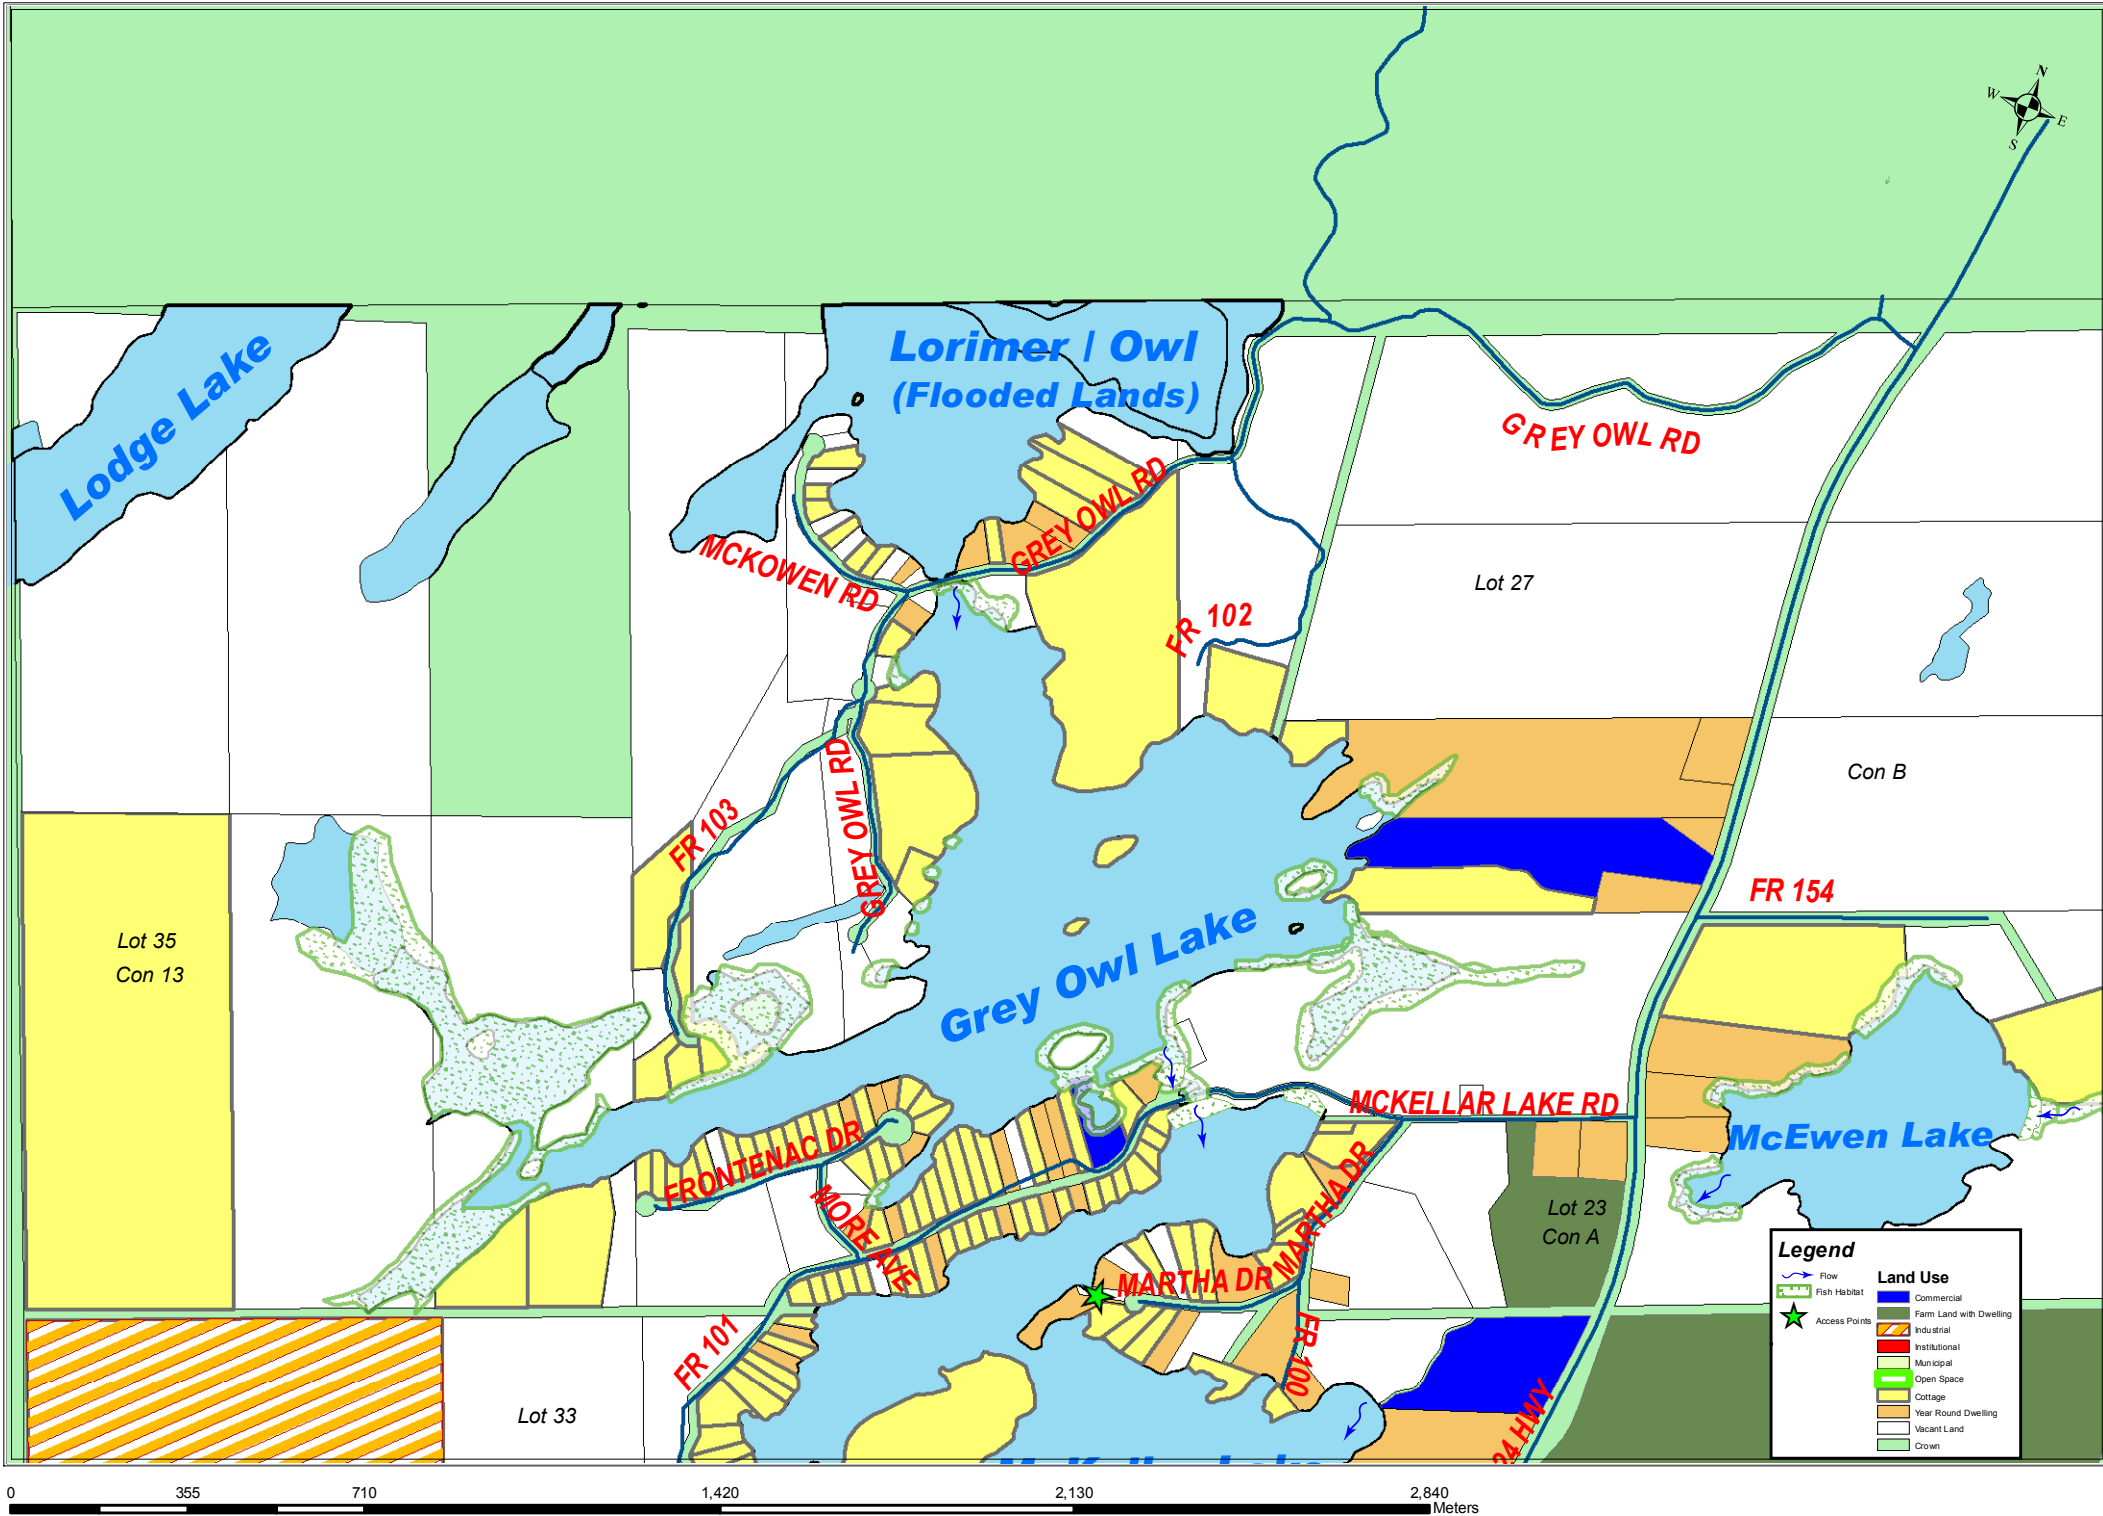 N
W
E
S
Lorimer / Owl
(Flooded Lands)
Lodge Lake
GREY OWL RD
GREY OWL RD
MCKOWEN RD
Lot 27
FR 102
GREY OWL RD
FR 103
Con B
FR 154
Lot 35
Con 13
Grey Owl Lake
MCKELLAR LAKE RD
McEwen Lake
FRONTENAC DR
MORE AVE
MARTHA DR
MARTHA DR
Lot 23
Con A
FR 101
FR 100
Lot 33
24 HWY
Legend
Flow
Fish Habitat
Access Points
Land Use
Commercial
Farm Land with Dwelling
Industrial
Institutional
Municipal
Open Space
Cottage
Year Round Dwelling
Vacant Land
Crown
0 355 710 1,420 2,130 2,840
Meters